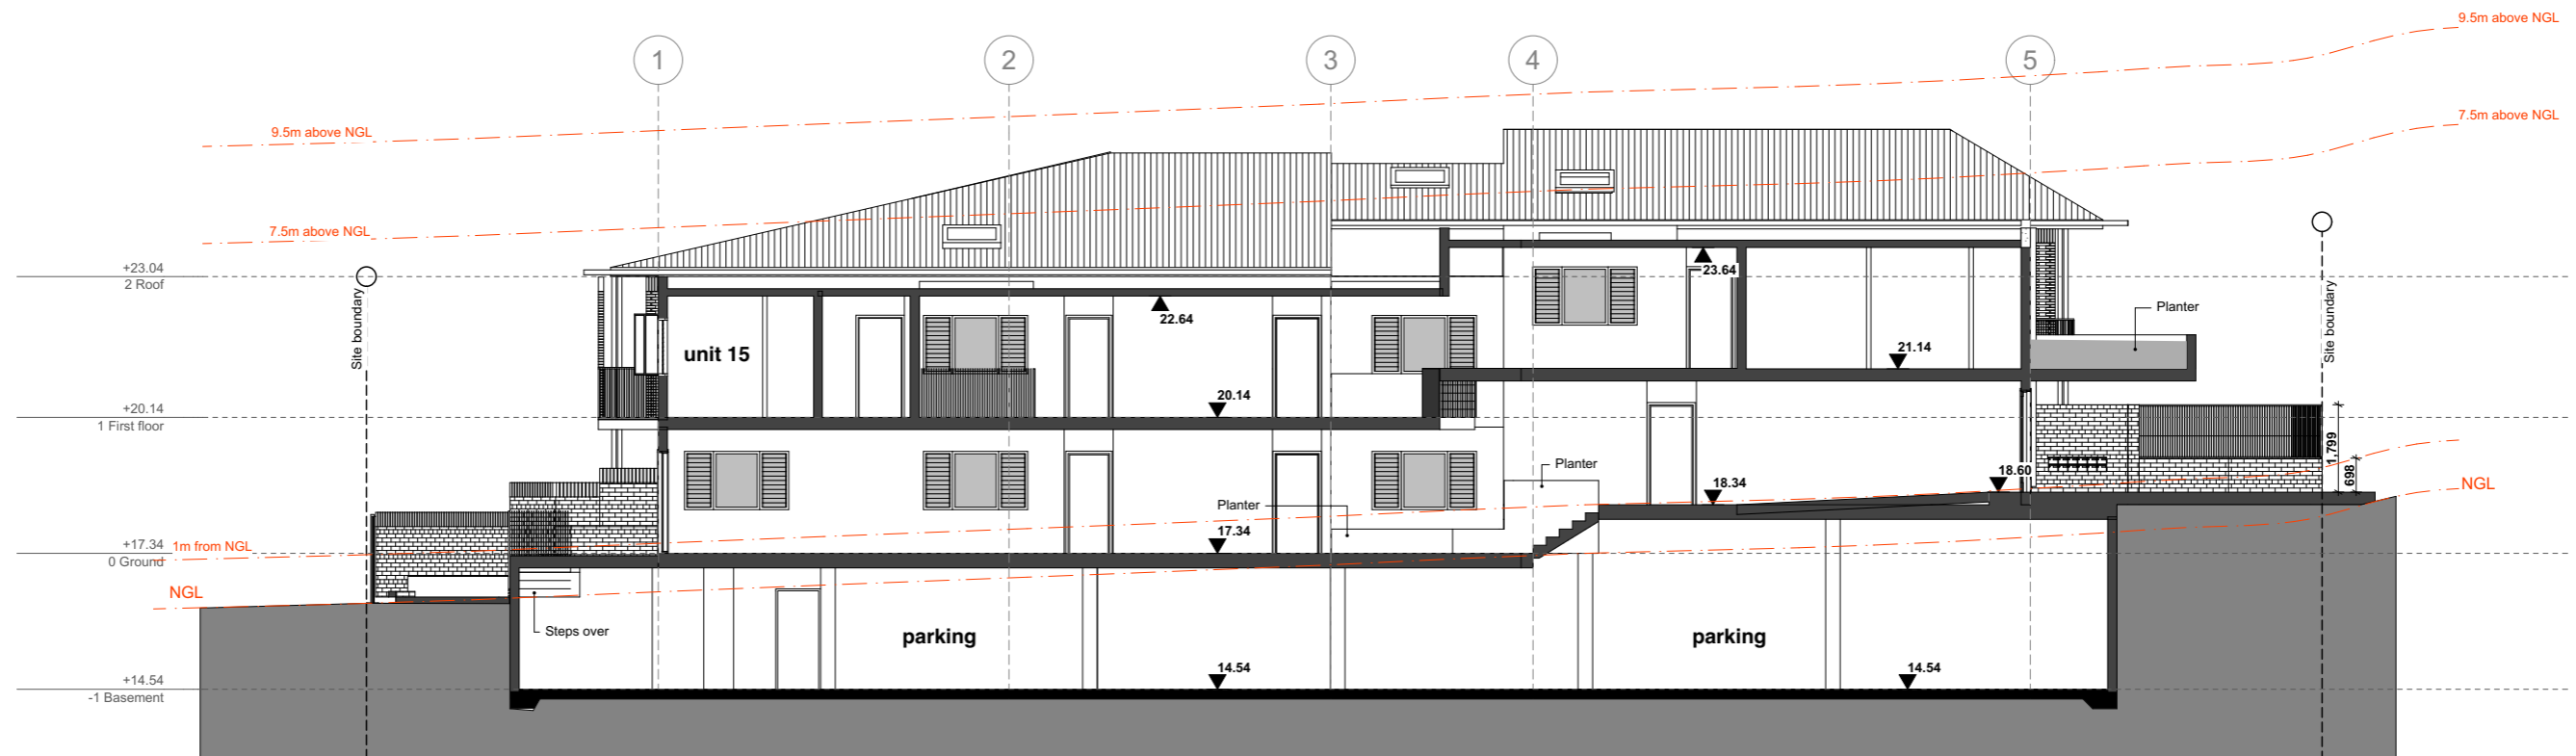 9.5m above NGL
1
2
3
4
5
9.5m above NGL
7.5m above NGL
7.5m above NGL
+23.04
2 Roof
Site boundary
23.64
Planter
Site boundary
22.64
unit 15
21.14
20.14
+20.14
1 First floor
1,799
698
Planter
18.60
18.34
NGL
Planter
17.34
+17.34
0 Ground
1m from NGL
NGL
Steps over
parking
parking
14.54
14.54
+14.54
-1 Basement